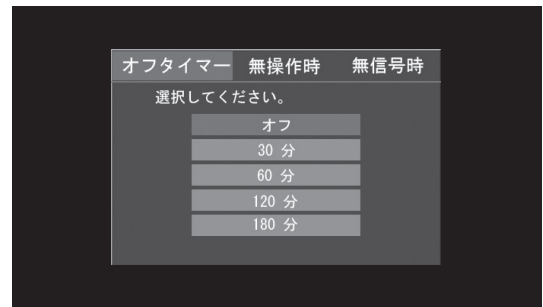 オフタイマー 無操作時 無信号時
選択してください。
オフ
30 分
60 分
120 分
180 分